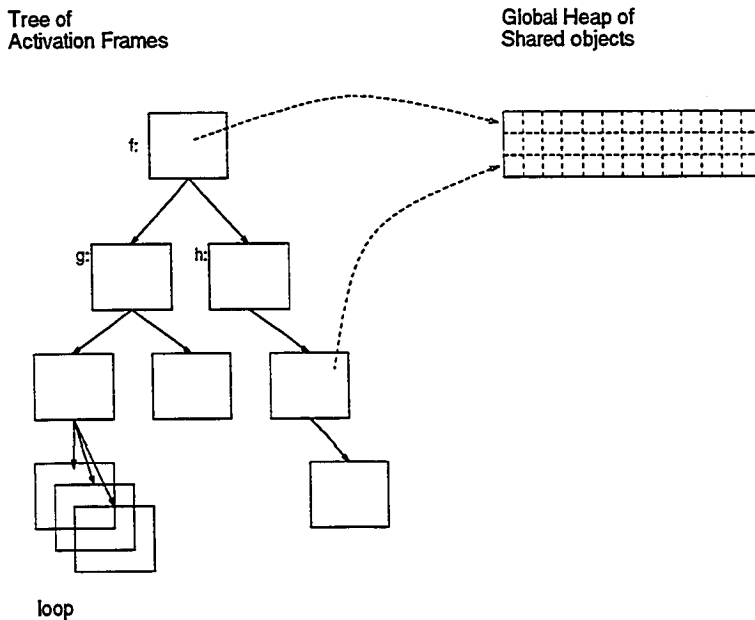 Tree of
Activation Frames
Global Heap of
Shared objects
f:
g:
h:
loop